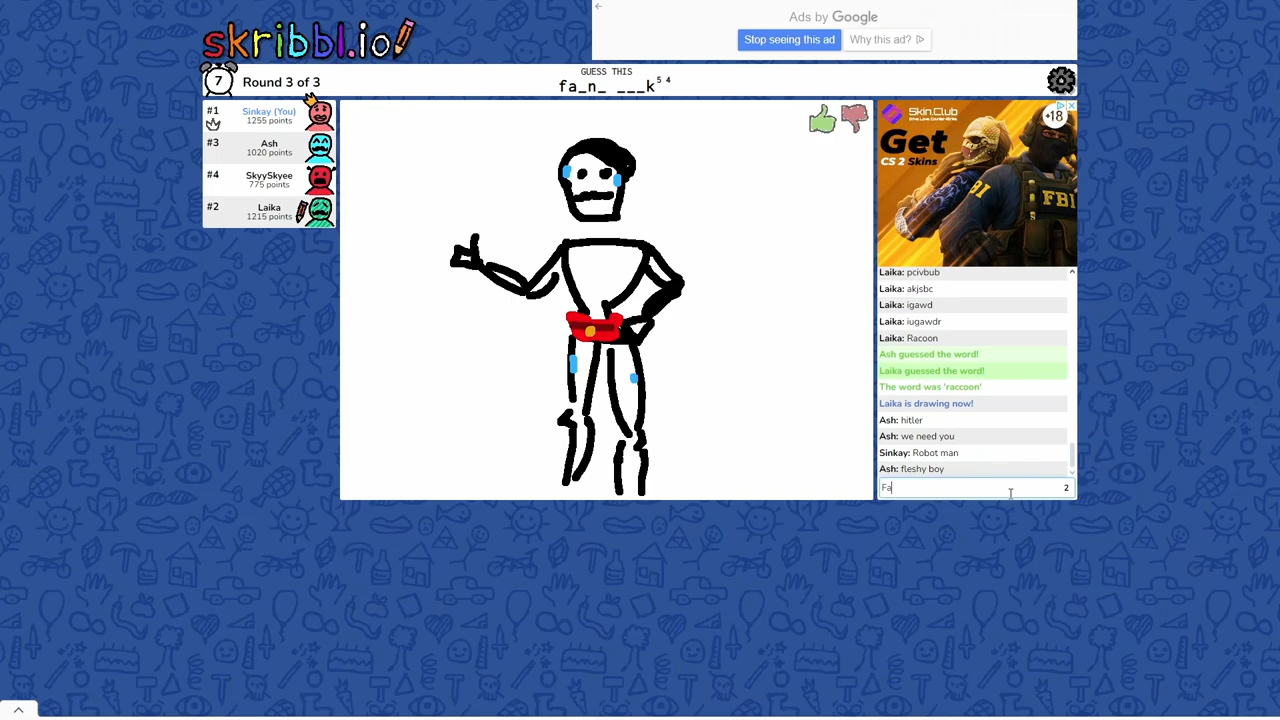 skribbl.io
Ads by Google
Stop seeing this ad
Why this ad?
7
Round 3 of 3
GUESS THIS
fa_n_ ___k 5 4
#1
Sinkay (You)
1255 points
#3
Ash
1020 points
#4
SkyySkyee
775 points
#2
Laika
1215 points
Skin.Club
+18
Get
CS 2 Skins
FBI
Laika: pcivbub
Laika: akjsbc
Laika: igawd
Laika: iugawdr
Laika: Racoon
Ash guessed the word!
Laika guessed the word!
The word was 'raccoon'
Laika is drawing now!
Ash: hitler
Ash: we need you
Sinkay: Robot man
Ash: fleshy boy
Fa
2